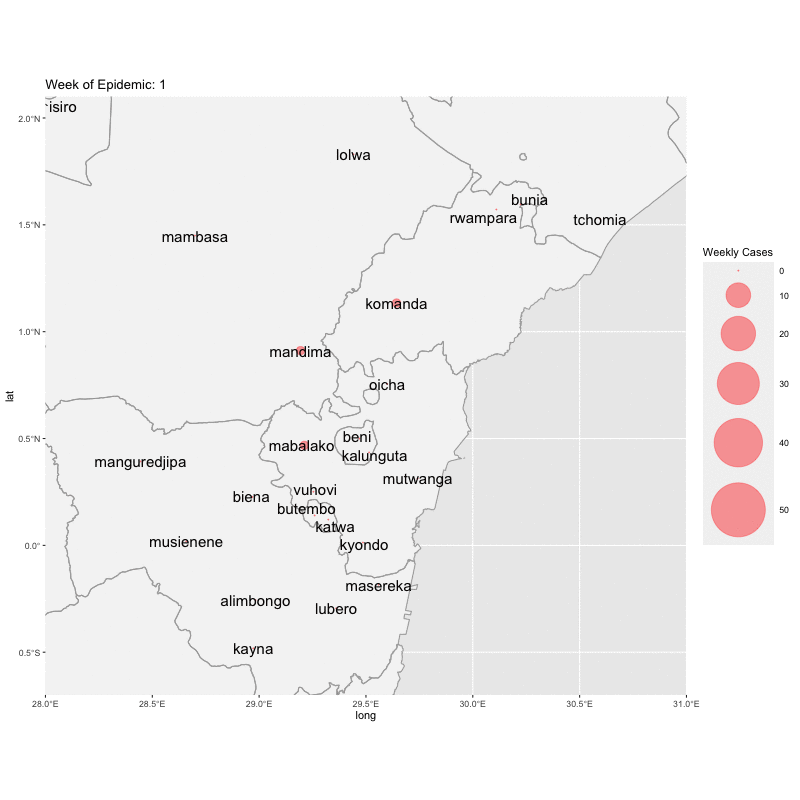 Week of Epidemic: 1
isiro
lolwa
bunia
rwampara
tchomia
mambasa
komanda
mandima
oicha
beni
mabalako
kalunguta
manguredjipa
mutwanga
vuhovi
biena
butembo
katwa
musienene
kyondo
masereka
alimbongo
lubero
kayna
2.0°N
1.5°N
1.0°N
0.5°N
0.0°
0.5°S
lat
28.0°E 28.5°E 29.0°E 29.5°E 30.0°E 30.5°E 31.0°E
long
Weekly Cases
0
10
20
30
40
50